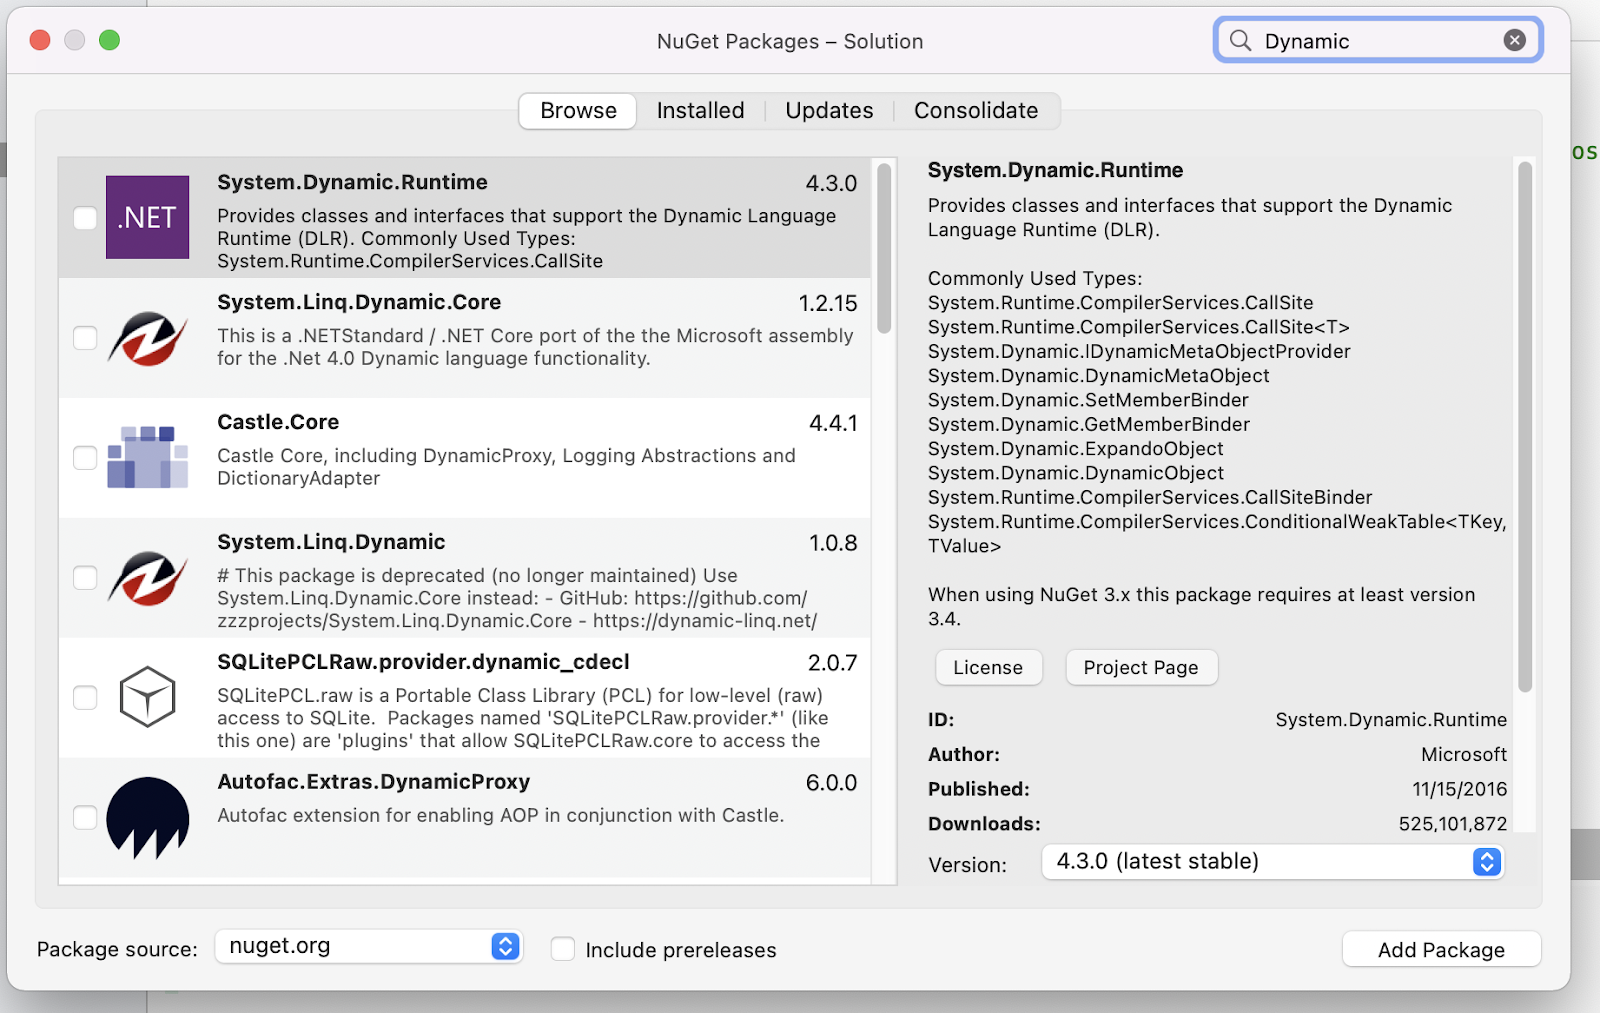 NuGet Packages – Solution
Dynamic
Browse
Installed
Updates
Consolidate
.NET
System.Dynamic.Runtime
4.3.0
Provides classes and interfaces that support the Dynamic Language
Runtime (DLR). Commonly Used Types:
System.Runtime.CompilerServices.CallSite
System.Linq.Dynamic.Core
1.2.15
This is a .NETStandard / .NET Core port of the the Microsoft assembly
for the .Net 4.0 Dynamic language functionality.
Castle.Core
4.4.1
Castle Core, including DynamicProxy, Logging Abstractions and
DictionaryAdapter
System.Linq.Dynamic
1.0.8
# This package is deprecated (no longer maintained) Use
System.Linq.Dynamic.Core instead: - GitHub: https://github.com/
zzzprojects/System.Linq.Dynamic.Core - https://dynamic-linq.net/
SQLitePCLRaw.provider.dynamic_cdecl
2.0.7
SQLitePCL.raw is a Portable Class Library (PCL) for low-level (raw)
access to SQLite.  Packages named 'SQLitePCLRaw.provider.*' (like
this one) are 'plugins' that allow SQLitePCLRaw.core to access the
Autofac.Extras.DynamicProxy
6.0.0
Autofac extension for enabling AOP in conjunction with Castle.
System.Dynamic.Runtime
Provides classes and interfaces that support the Dynamic
Language Runtime (DLR).
Commonly Used Types:
System.Runtime.CompilerServices.CallSite
System.Runtime.CompilerServices.CallSite<T>
System.Dynamic.IDynamicMetaObjectProvider
System.Dynamic.DynamicMetaObject
System.Dynamic.SetMemberBinder
System.Dynamic.GetMemberBinder
System.Dynamic.ExpandoObject
System.Dynamic.DynamicObject
System.Runtime.CompilerServices.CallSiteBinder
System.Runtime.CompilerServices.ConditionalWeakTable<TKey,
TValue>
When using NuGet 3.x this package requires at least version
3.4.
License
Project Page
ID: System.Dynamic.Runtime
Author: Microsoft
Published: 11/15/2016
Downloads: 525,101,872
Version: 4.3.0 (latest stable)
os
Package source: nuget.org
Include prereleases
Add Package